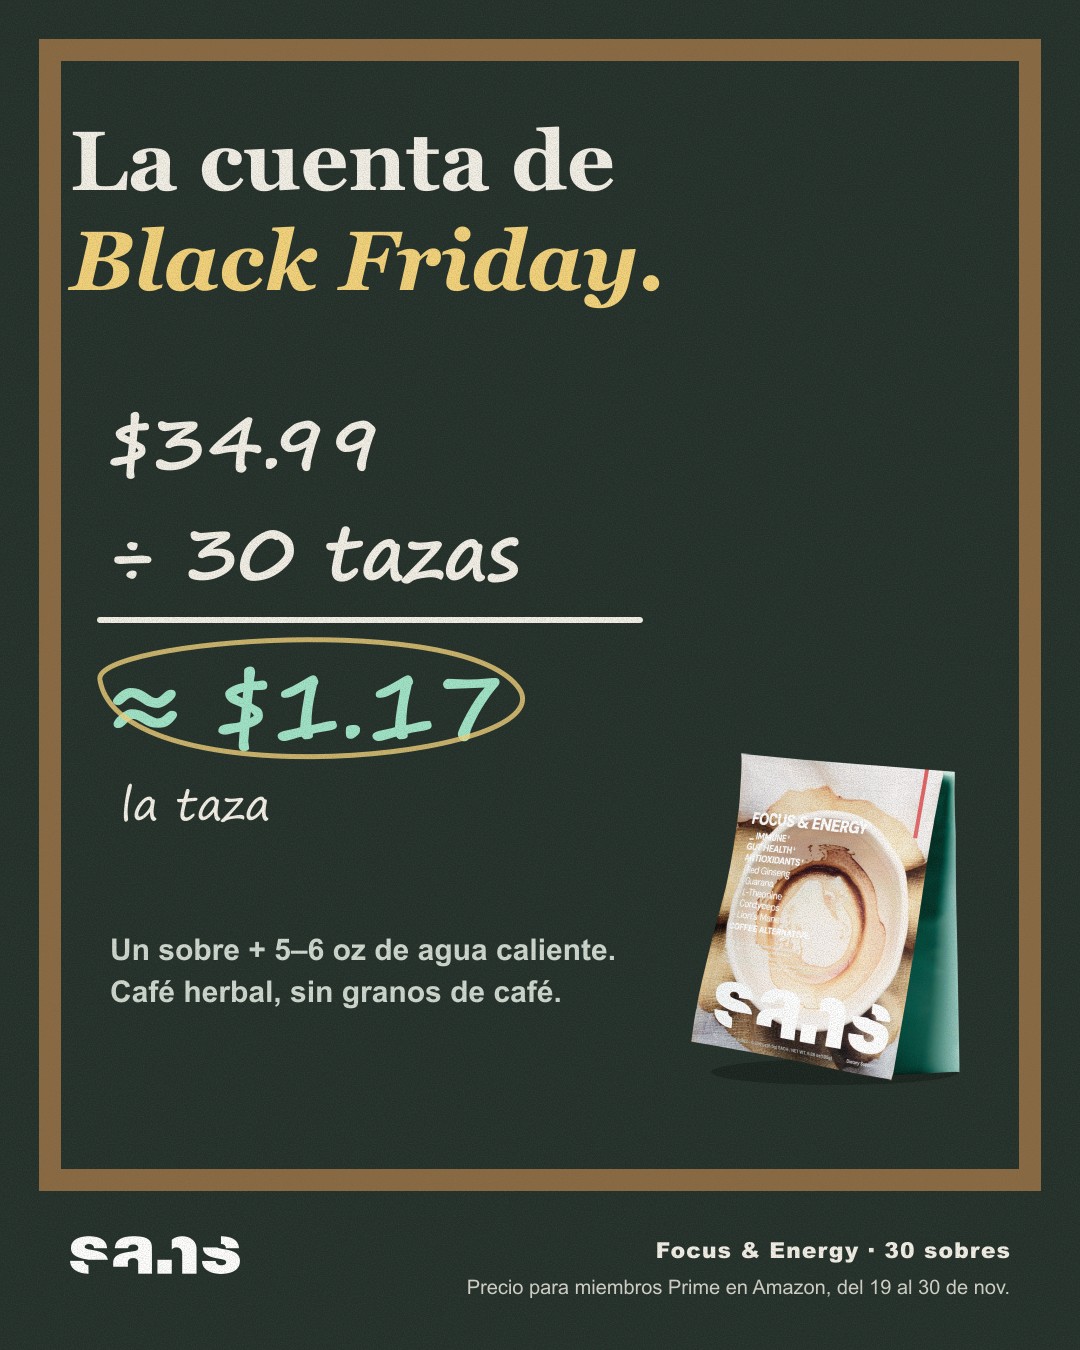 La cuenta de
Black Friday.
$34.99
÷ 30 tazas
≈ $1.17
la taza
Un sobre + 5–6 oz de agua caliente.
Café herbal, sin granos de café.
FOCUS & ENERGY
IMMUNE
GUT HEALTH
ANTIOXIDANTS
Red Ginseng
Guarana
L-Theanine
Cordyceps
Lion's Mane
COFFEE ALTERNATIVE
sans
sans
Focus & Energy · 30 sobres
Precio para miembros Prime en Amazon, del 19 al 30 de nov.